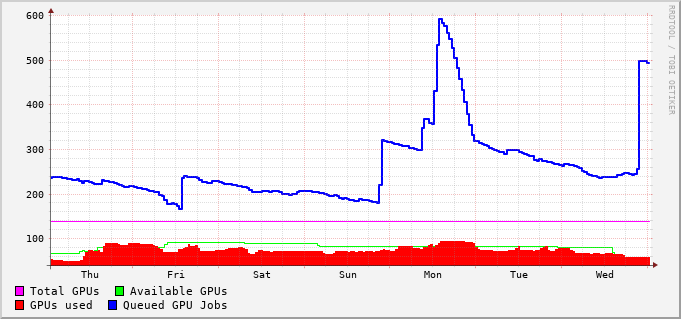 600
500
400
300
200
100
Thu Fri Sat Sun Mon Tue Wed
Total GPUs Available GPUs
GPUs used Queued GPU Jobs
RRDTOOL / TOBI OETIKER